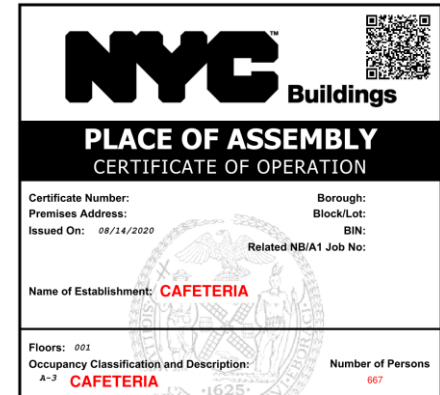 NYC™
Buildings
PLACE OF ASSEMBLY
CERTIFICATE OF OPERATION
Certificate Number: Borough:
Premises Address: Block/Lot:
Issued On: 08/14/2020 BIN:
Related NB/A1 Job No:
Name of Establishment: CAFETERIA
Floors: 001
Occupancy Classification and Description: Number of Persons
A-3 CAFETERIA 667
·1625·